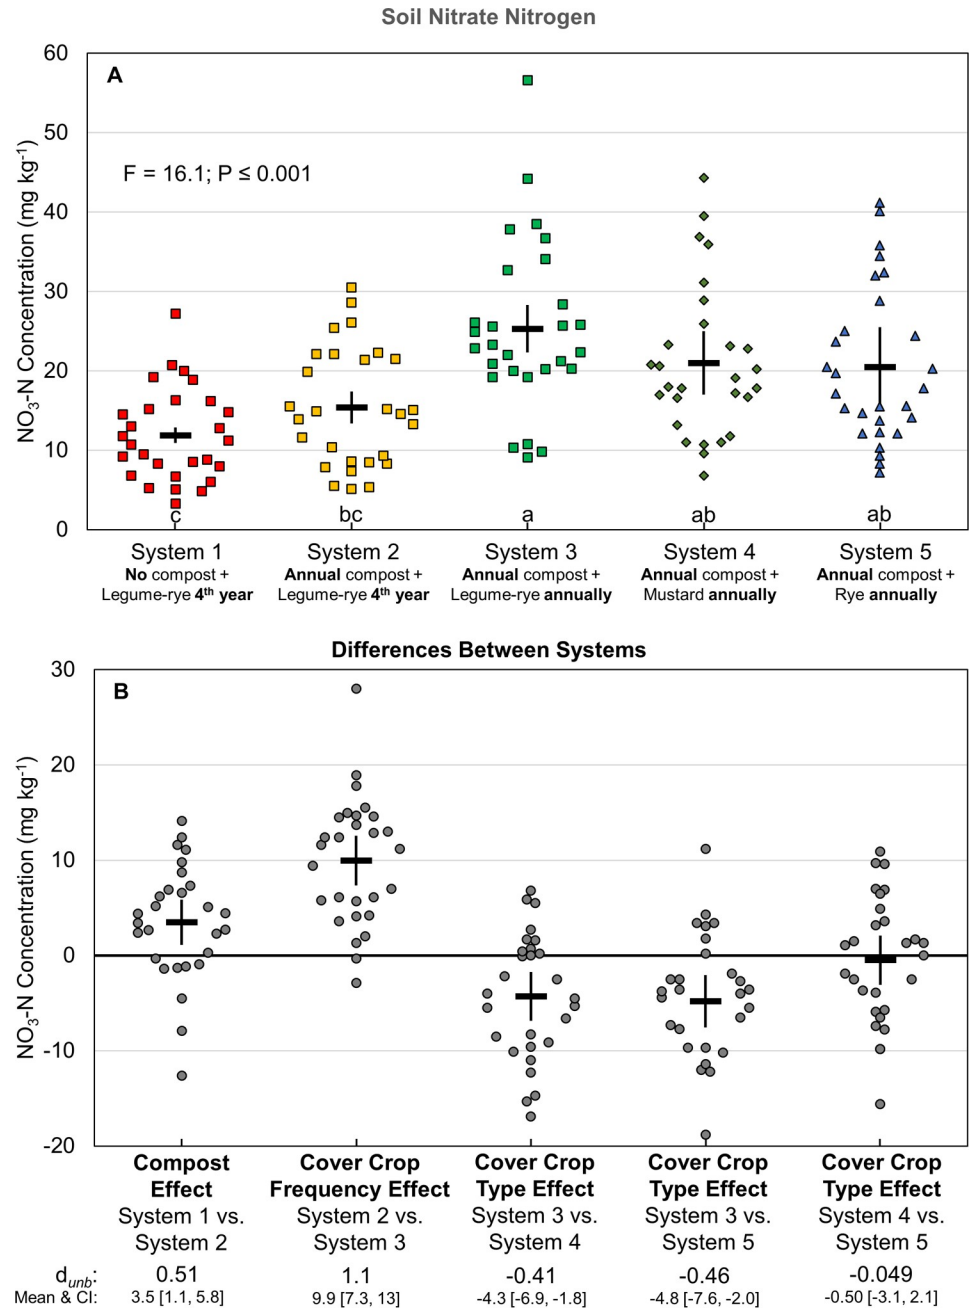 Soil Nitrate Nitrogen
A
F = 16.1; P ≤ 0.001
NO₃-N Concentration (mg kg⁻¹)
60
50
40
30
20
10
0
c bc a ab ab
System 1 System 2 System 3 System 4 System 5
No compost + Annual compost + Annual compost + Annual compost + Annual compost +
Legume-rye 4th year Legume-rye 4th year Legume-rye annually Mustard annually Rye annually
Differences Between Systems
B
NO₃-N Concentration (mg kg⁻¹)
30
20
10
0
-10
-20
Compost Cover Crop Cover Crop Cover Crop Cover Crop
Effect Frequency Effect Type Effect Type Effect Type Effect
System 1 vs. System 2 vs. System 3 vs. System 3 vs. System 4 vs.
System 2 System 3 System 4 System 5 System 5
dunb: 0.51 1.1 -0.41 -0.46 -0.049
Mean & CI: 3.5 [1.1, 5.8] 9.9 [7.3, 13] -4.3 [-6.9, -1.8] -4.8 [-7.6, -2.0] -0.50 [-3.1, 2.1]